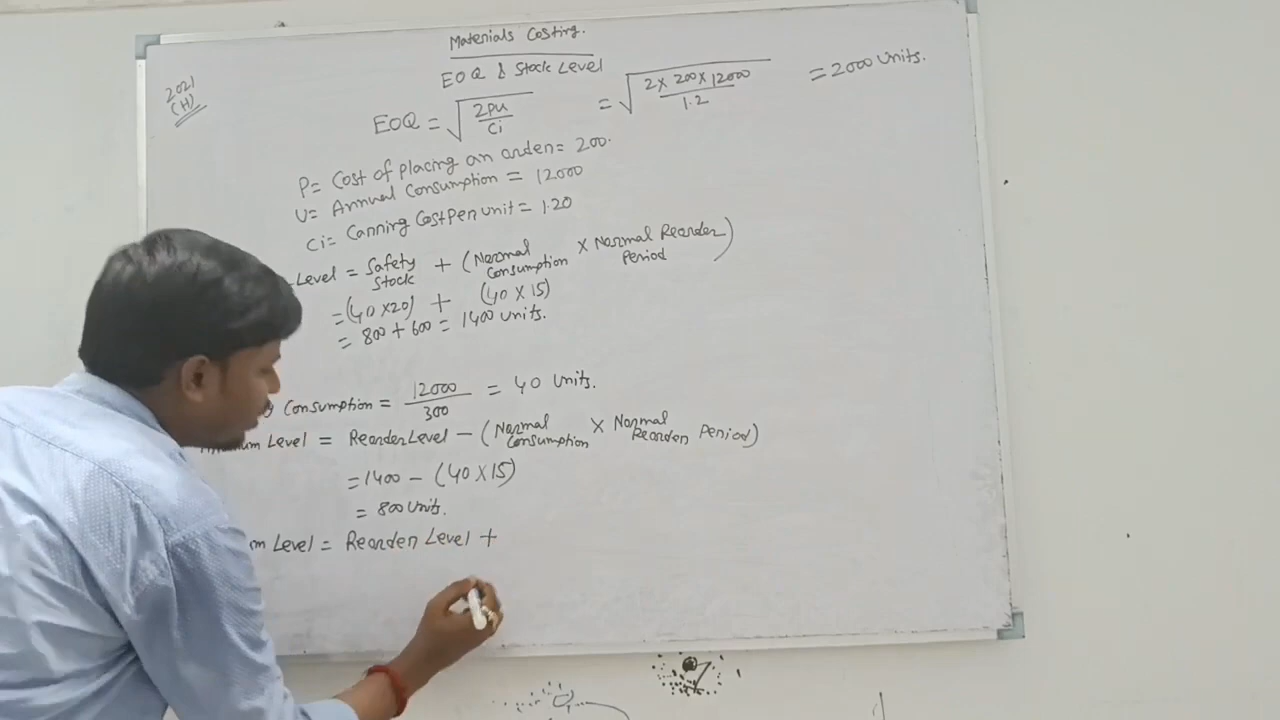 Materials Costing.
EOQ & Stock Level
2021
(H)
EOQ = √2PU/Ci = √2 × 200 × 12000/1.2 = 2000 Units.
P = Cost of placing an order = 200.
U = Annual Consumption = 12000
Ci = Carrying Cost Per unit = 1.20
Level = Safety Stock + (Normal Consumption × Normal Reorder Period)
= (40 × 20) + (40 × 15)
= 800 + 600 = 1400 units.
Consumption = 12000/300 = 40 Units.
Level = Reorder Level − (Normal Consumption × Normal Reorder Period)
= 1400 − (40 × 15)
= 800 Units.
Level = Reorder Level +